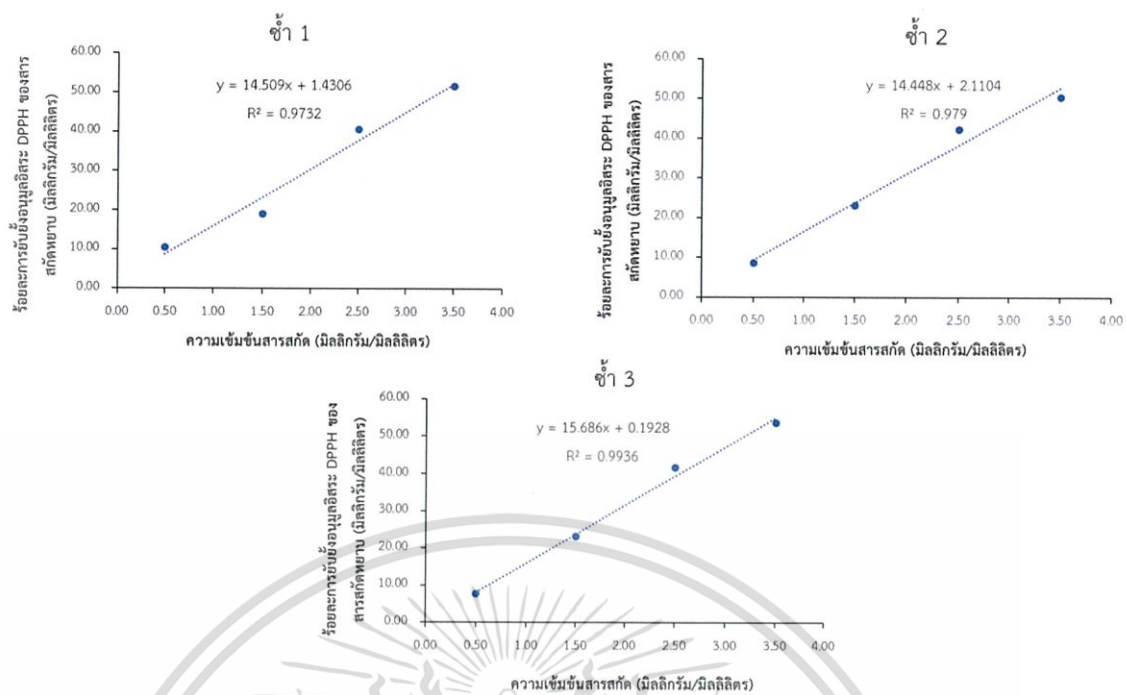 ซ้ำ 1
ร้อยละการยับยั้งอนุมูลอิสระ DPPH ของสาร
สกัดหยาบ (มิลลิกรัม/มิลลิลิตร)
60.00
50.00
40.00
30.00
20.00
10.00
0.00
y = 14.509x + 1.4306
R² = 0.9732
0.00 0.50 1.00 1.50 2.00 2.50 3.00 3.50 4.00
ความเข้มข้นสารสกัด (มิลลิกรัม/มิลลิลิตร)
ซ้ำ 2
ร้อยละการยับยั้งอนุมูลอิสระ DPPH ของสาร
สกัดหยาบ (มิลลิกรัม/มิลลิลิตร)
60.00
50.00
40.00
30.00
20.00
10.00
0.00
y = 14.448x + 2.1104
R² = 0.979
0.00 0.50 1.00 1.50 2.00 2.50 3.00 3.50 4.00
ความเข้มข้นสารสกัด (มิลลิกรัม/มิลลิลิตร)
ซ้ำ 3
ร้อยละการยับยั้งอนุมูลอิสระ DPPH ของ
สารสกัดหยาบ (มิลลิกรัม/มิลลิลิตร)
60.00
50.00
40.00
30.00
20.00
10.00
0.00
y = 15.686x + 0.1928
R² = 0.9936
0.00 0.50 1.00 1.50 2.00 2.50 3.00 3.50 4.00
ความเข้มข้นสารสกัด (มิลลิกรัม/มิลลิลิตร)